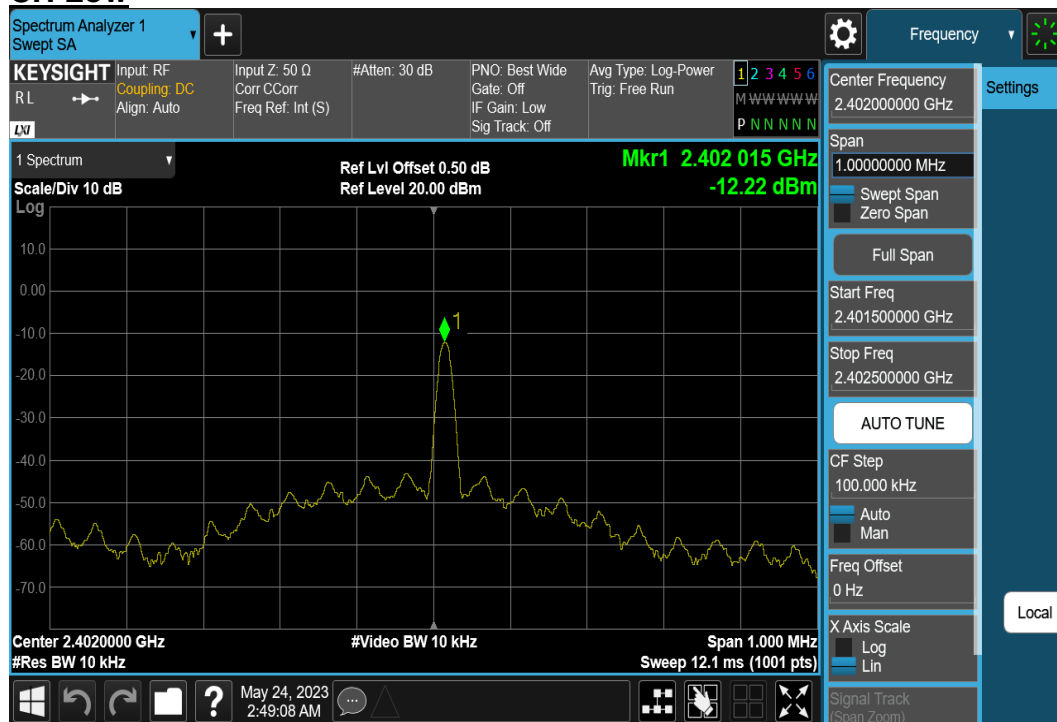 Spectrum Analyzer 1
Swept SA
Frequency
KEYSIGHT
RL
LXI
Input: RF
Coupling: DC
Align: Auto
Input Z: 50 Ω
Corr CCorr
Freq Ref: Int (S)
#Atten: 30 dB
PNO: Best Wide
Gate: Off
IF Gain: Low
Sig Track: Off
Avg Type: Log-Power
Trig: Free Run
1 2 3 4 5 6
M W W W W W
P N N N N N
1 Spectrum
Scale/Div 10 dB
Log
Ref Lvl Offset 0.50 dB
Ref Level 20.00 dBm
Mkr1 2.402 015 GHz
-12.22 dBm
1
10.0
0.00
-10.0
-20.0
-30.0
-40.0
-50.0
-60.0
-70.0
Center 2.4020000 GHz
#Res BW 10 kHz
#Video BW 10 kHz
Span 1.000 MHz
Sweep 12.1 ms (1001 pts)
Center Frequency
2.402000000 GHz
Span
1.00000000 MHz
Swept Span
Zero Span
Full Span
Start Freq
2.401500000 GHz
Stop Freq
2.402500000 GHz
AUTO TUNE
CF Step
100.000 kHz
Auto
Man
Freq Offset
0 Hz
X Axis Scale
Log
Lin
Signal Track
(Span Zoom)
Settings
Local
?
May 24, 2023
2:49:08 AM